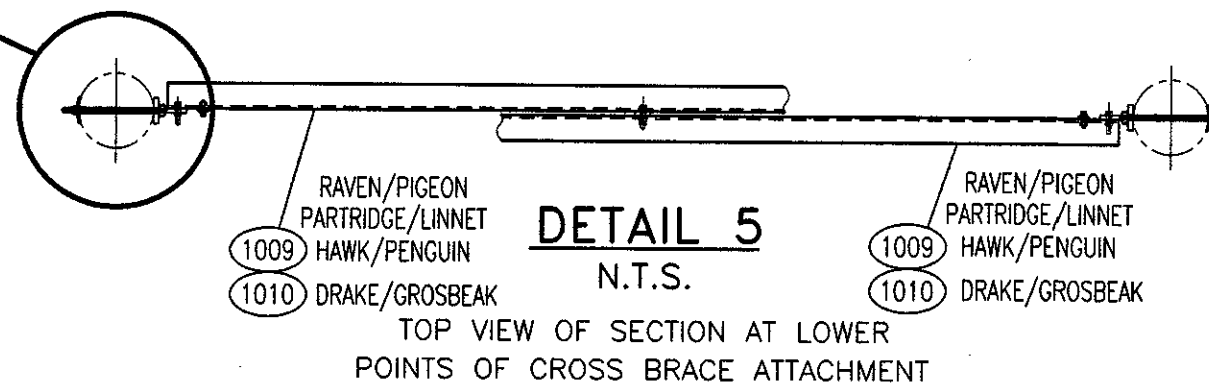 RAVEN/PIGEON
PARTRIDGE/LINNET
1009 HAWK/PENGUIN
1010 DRAKE/GROSBEAK
DETAIL 5
N.T.S.
RAVEN/PIGEON
PARTRIDGE/LINNET
1009 HAWK/PENGUIN
1010 DRAKE/GROSBEAK
TOP VIEW OF SECTION AT LOWER
POINTS OF CROSS BRACE ATTACHMENT